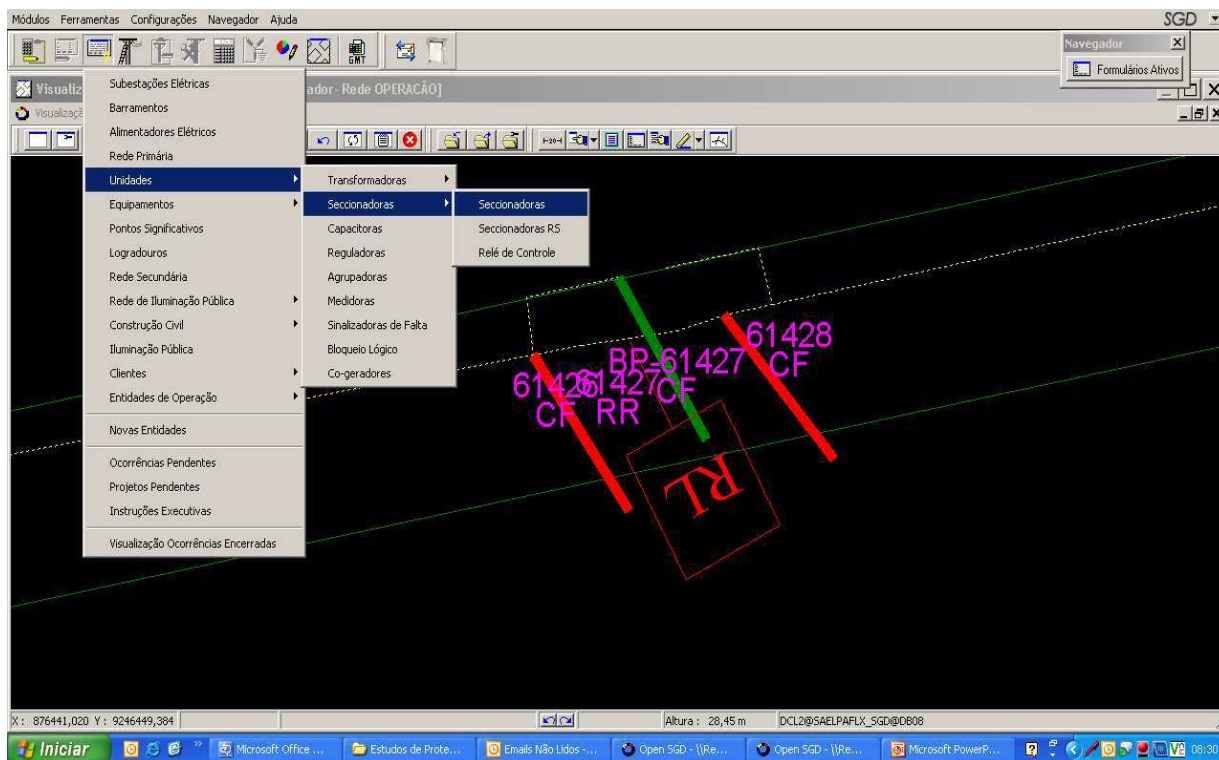 Módulos Ferramentas Configurações Navegador Ajuda
SGD
GMT
Navegador
Formulários Ativos
Visualiz
ador- Rede OPERACÃO]
Visualizaçã
Subestações Elétricas
Barramentos
Alimentadores Elétricos
Rede Primária
Unidades
Equipamentos
Pontos Significativos
Logradouros
Rede Secundária
Rede de Iluminação Pública
Construção Civil
Iluminação Pública
Clientes
Entidades de Operação
Novas Entidades
Ocorrências Pendentes
Projetos Pendentes
Instruções Executivas
Visualização Ocorrências Encerradas
Transformadoras
Seccionadoras
Capacitoras
Reguladoras
Agrupadoras
Medidoras
Sinalizadoras de Falta
Bloqueio Lógico
Co-geradores
Seccionadoras
Seccionadoras RS
Relé de Controle
61428
CF
BP-61427
CF
61426
CF
61427
RR
RL
X : 876441,020 Y : 9246449,384
Altura : 28,45 m
DCL2@SAELPAFLX_SGD@DB08
Iniciar
Microsoft Office ...
Estudos de Prote...
Emails Não Lidos -...
Open SGD - \\Re...
Open SGD - \\Re...
Microsoft PowerP...
08:30